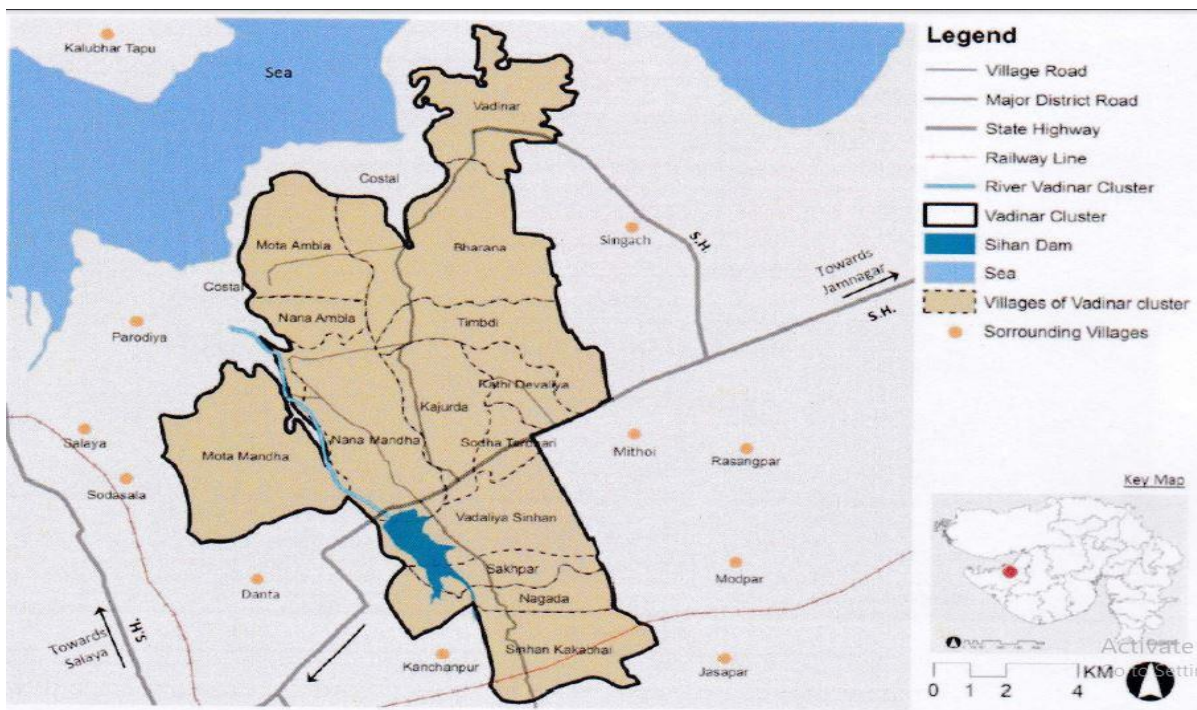 Kalubhar Tapu
Sea
Vadinar
Costal
Mota Ambla
Bharana
Singach
S.H.
Towards
Jamnagar
S.H.
Costal
Nana Ambla
Timbdi
Parodiya
Kathi Devaliya
Kajurda
Salaya
Mota Mandha
Nana Mandha
Mithoi
Rasangpar
Sodasala
Vadaliya Sinhan
Sakhpar
Modpar
Danta
Nagada
Towards
Salaya
S.H.
Kanchanpur
Sinhan Kakabhai
Jasapar
Legend
Village Road
Major District Road
State Highway
Railway Line
River Vadinar Cluster
Vadinar Cluster
Sihan Dam
Sea
Villages of Vadinar cluster
Sorrounding Villages
Key Map
Activate
KM
0 1 2 4